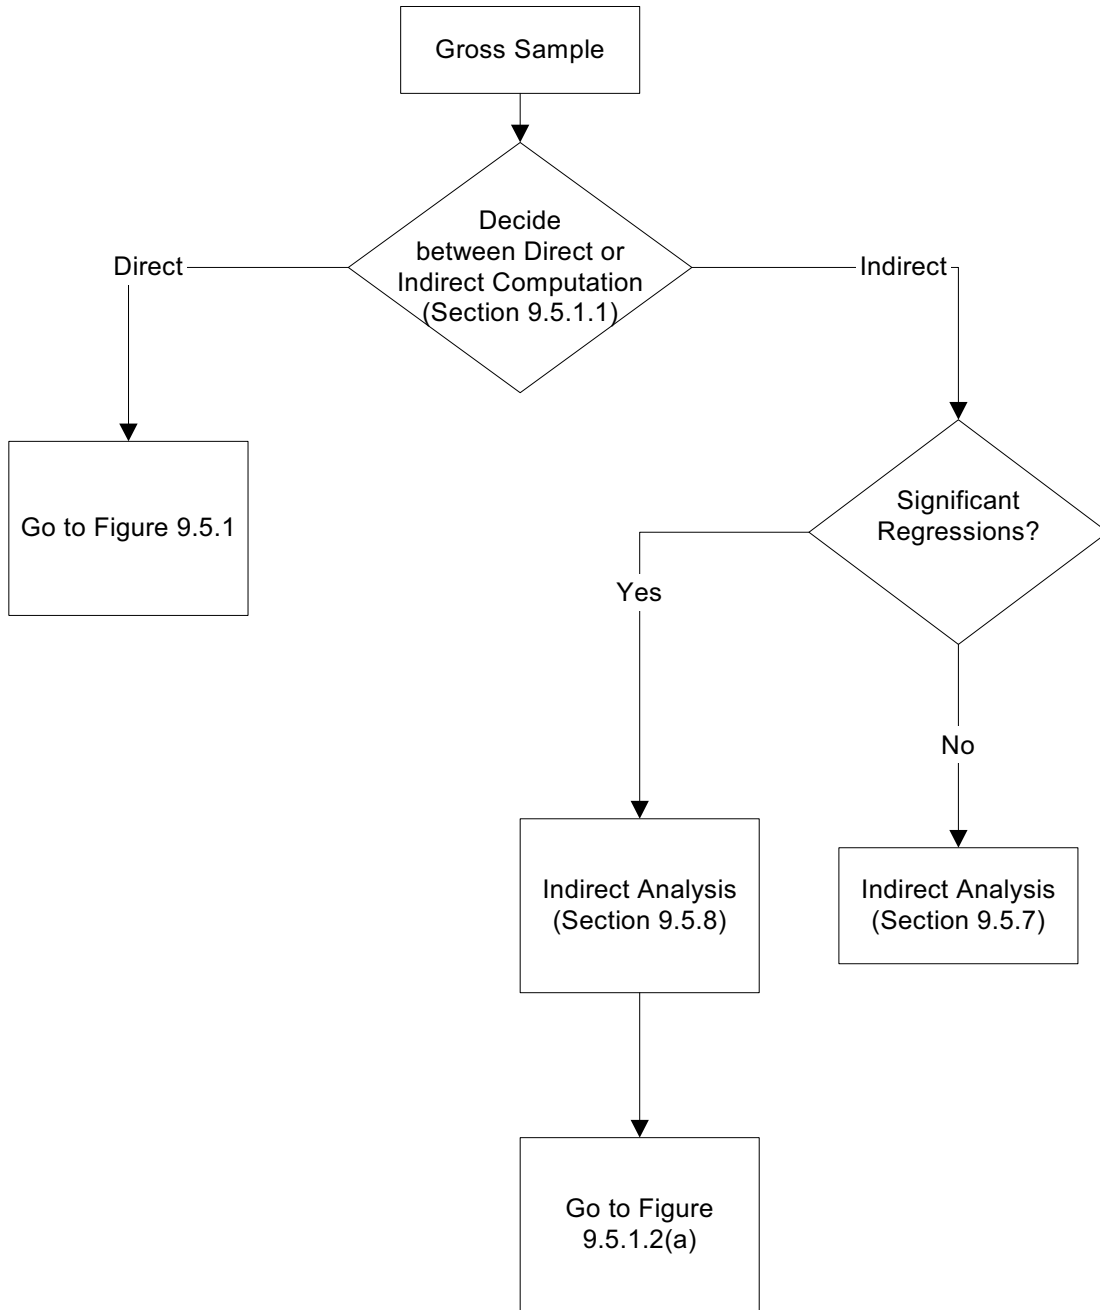 Gross Sample
Decide
between Direct or
Indirect Computation
(Section 9.5.1.1)
Direct
Indirect
Go to Figure 9.5.1
Significant
Regressions?
Yes
No
Indirect Analysis
(Section 9.5.8)
Indirect Analysis
(Section 9.5.7)
Go to Figure
9.5.1.2(a)